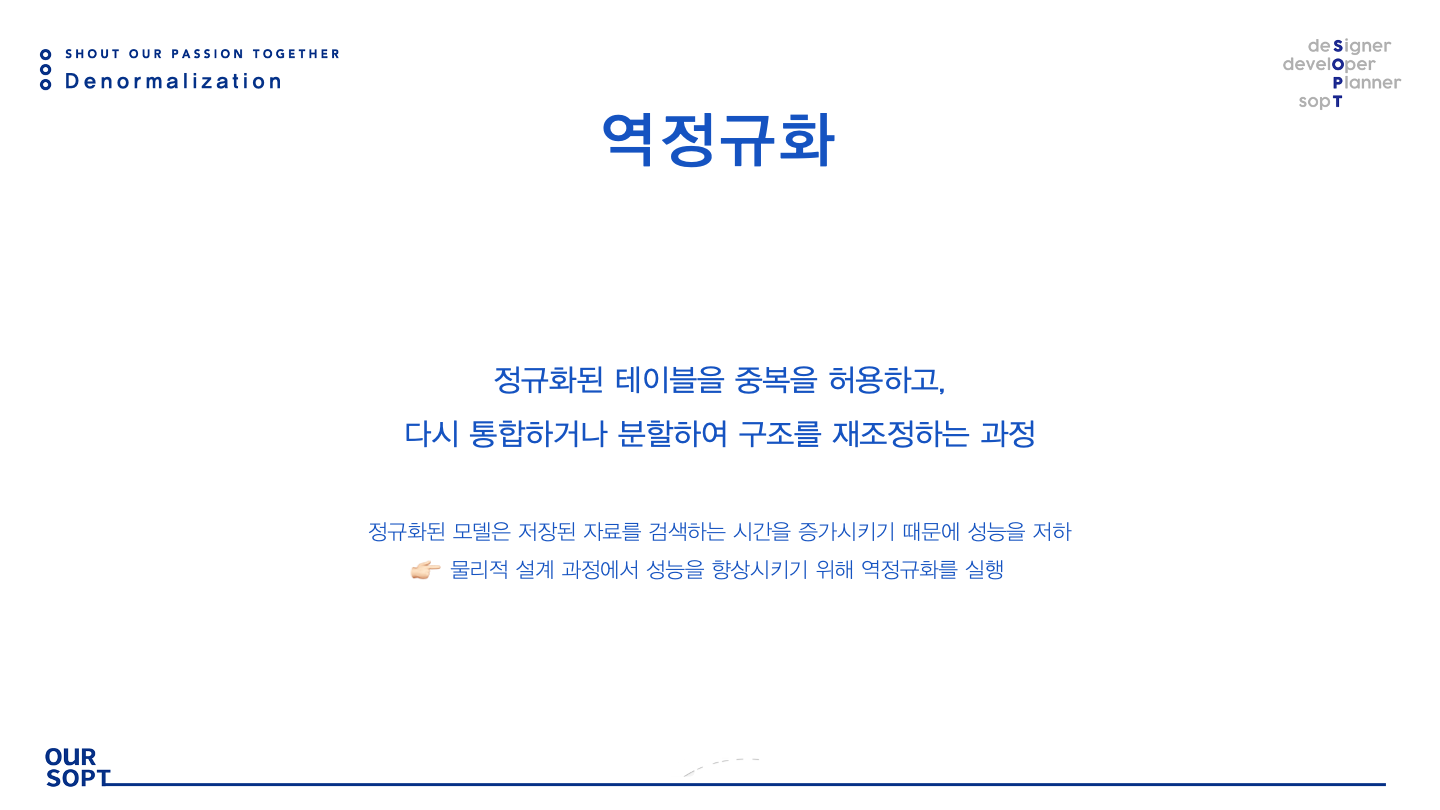 SHOUT OUR PASSION TOGETHER
Denormalization
designer
developer
planner
sopT
역정규화
정규화된 테이블을 중복을 허용하고,
다시 통합하거나 분할하여 구조를 재조정하는 과정
정규화된 모델은 저장된 자료를 검색하는 시간을 증가시키기 때문에 성능을 저하
👉🏻 물리적 설계 과정에서 성능을 향상시키기 위해 역정규화를 실행
OUR
SOPT